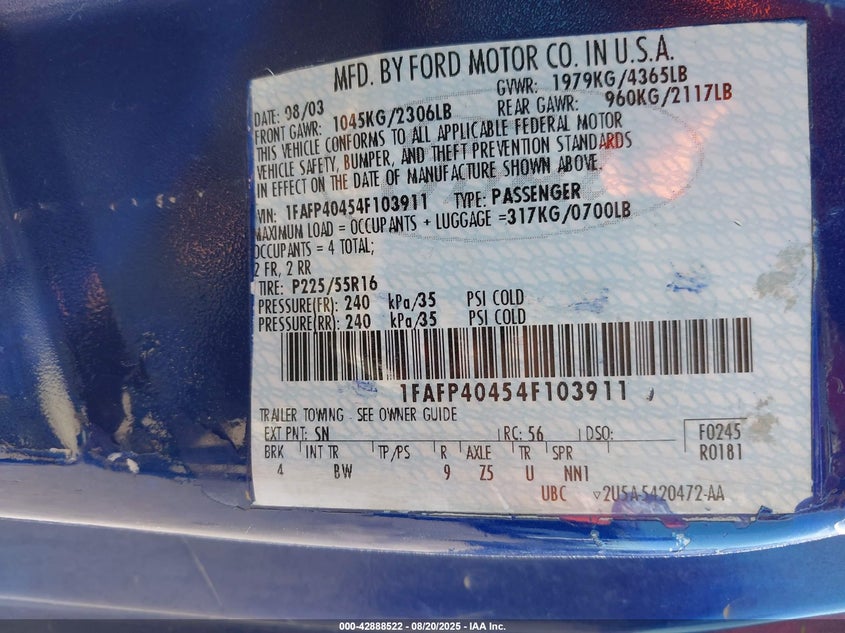 MFD. BY FORD MOTOR CO. IN U.S.A.
DATE: 08/03 GVWR: 1979KG/4365LB
FRONT GAWR: 1045KG/2306LB REAR GAWR: 960KG/2117LB
THIS VEHICLE CONFORMS TO ALL APPLICABLE FEDERAL MOTOR
VEHICLE SAFETY, BUMPER, AND THEFT PREVENTION STANDARDS
IN EFFECT ON THE DATE OF MANUFACTURE SHOWN ABOVE.
VIN: 1FAFP40454F103911 TYPE: PASSENGER
MAXIMUM LOAD = OCCUPANTS + LUGGAGE =317KG/0700LB
OCCUPANTS = 4 TOTAL;
2 FR, 2 RR
TIRE: P225/55R16
PRESSURE(FR): 240 kPa/35 PSI COLD
PRESSURE(RR): 240 kPa/35 PSI COLD
1FAFP40454F103911
TRAILER TOWING - SEE OWNER GUIDE
EXT PNT: SN RC: 56 DSO: F0245
BRK INT TR TP/PS R AXLE TR SPR R0181
4 BW 9 Z5 U NN1
UBC ▽2U5A-5420472-AA
000-42888522 - 08/20/2025 - IAA Inc.